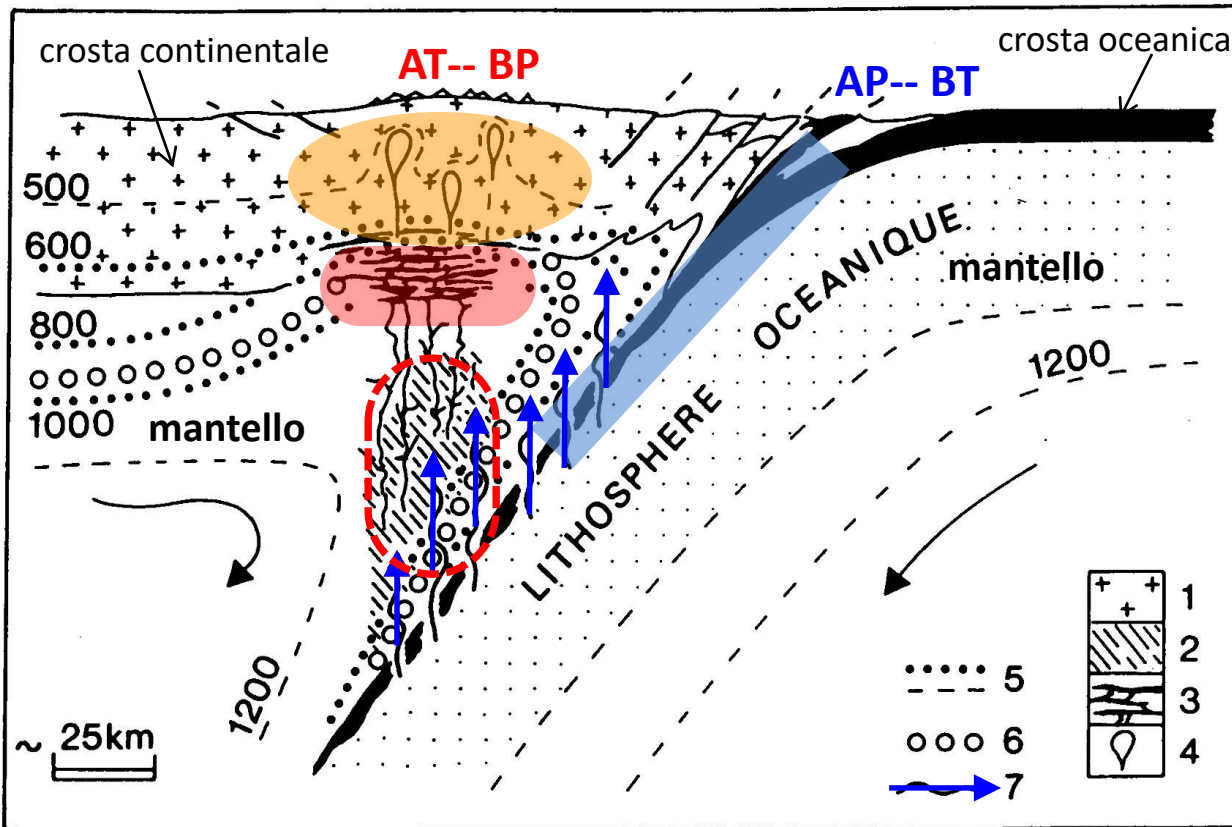 crosta continentale
AT-- BP
crosta oceanica
AP-- BT
500
600
800
1000
mantello
mantello
1200
LITHOSPHERE OCEANIQUE
1200
~ 25km
1
2
3
4
5
6
7